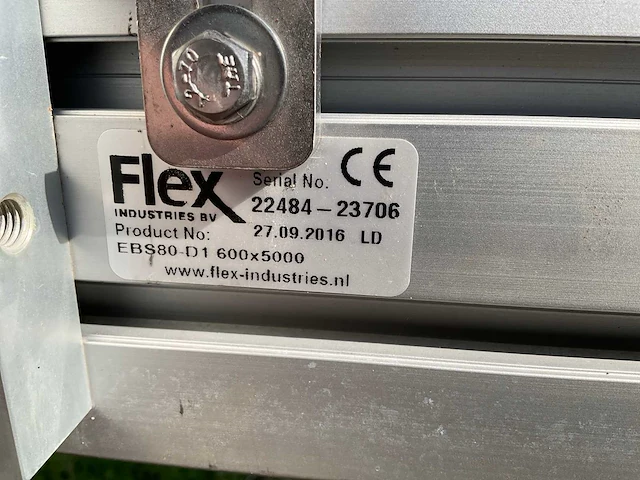 Flex
INDUSTRIES BV
Serial No.
CE
22484-23706
Product No: 27.09.2016 LD
EBS80-D1 600x5000
www.flex-industries.nl